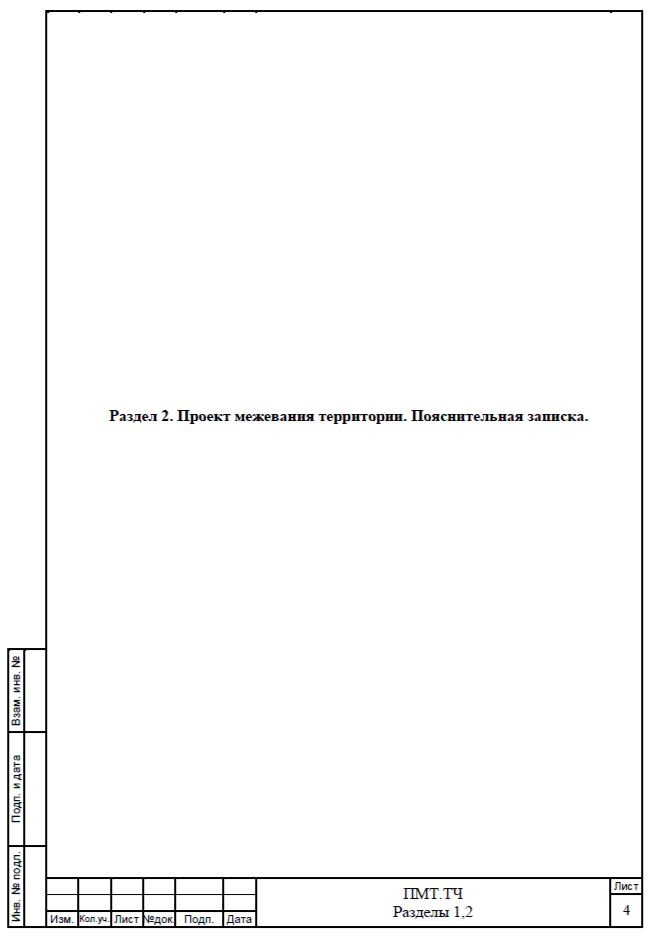 Раздел 2. Проект межевания территории. Пояснительная записка.
Взам. инв. №
Подп. и дата
Инв. № подл.
Изм. Кол.уч. Лист №док. Подп. Дата
ПМТ.ТЧ
Разделы 1,2
Лист
4